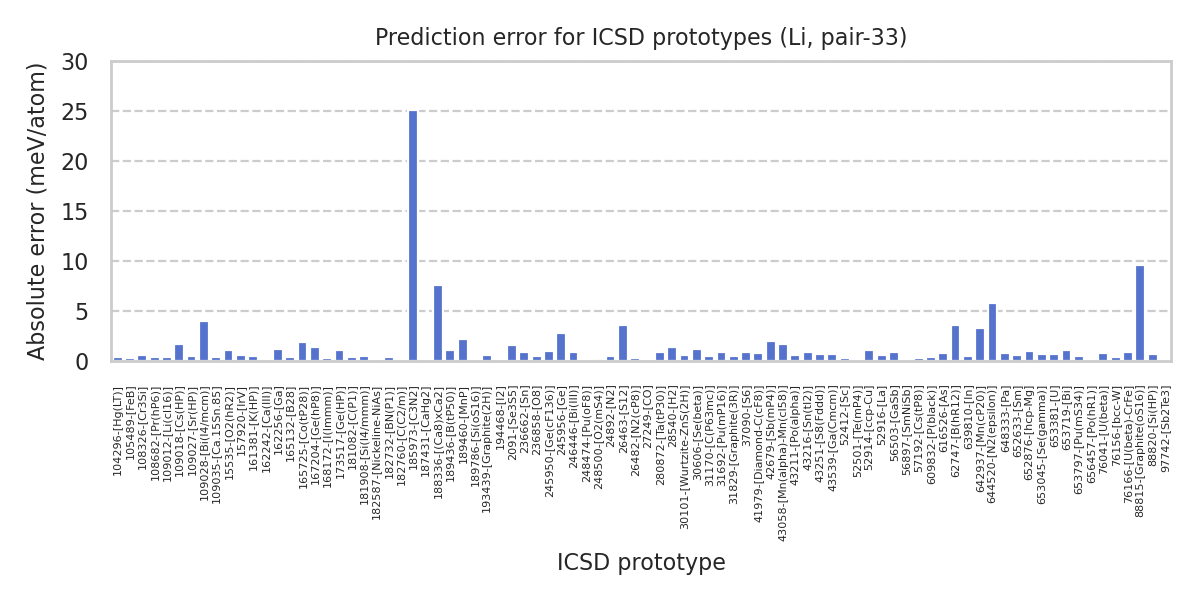 Prediction error for ICSD prototypes (Li, pair-33)
Absolute error (meV/atom)
30
25
20
15
10
5
0
104296-[Hg(LT)]
105489-[FeB]
108326-[Cr3Si]
108682-[Pr(hP6)]
109012-[Li(cI16)]
109018-[Cs(HP)]
109027-[Sr(HP)]
109028-[Bi(I4/mcm)]
109035-[Ca.15Sn.85]
15535-[O2(hR2)]
157920-[IrV]
161381-[K(HP)]
162242-[Ca(III)]
162256-[Ga]
165132-[B28]
165725-[Co(tP28)]
167204-[Ge(hP8)]
168172-[I(Immm)]
173517-[Ge(HP)]
181082-[C(P1)]
181908-[Si(I4/mmm)]
182587-[Nickeline-NiAs]
182732-[BN(P1)]
182760-[C(C2/m)]
185973-[C3N2]
187431-[CaHg2]
188336-[(Ca8)xCa2]
189436-[B(tP50)]
189460-[MnP]
189786-[Si(oS16)]
193439-[Graphite(2H)]
194468-[I2]
2091-[Se3S5]
236662-[Sn]
236858-[O8]
245950-[Ge(cF136)]
245956-[Ge]
246446-[Bi(III)]
248474-[Pu(oF8)]
248500-[O2(mS4)]
24892-[N2]
26463-[S12]
26482-[N2(cP8)]
27249-[CO]
280872-[Ta(tP30)]
28540-[H2]
30101-[Wurtzite-ZnS(2H)]
30606-[Se(beta)]
31170-[C(P63mc)]
31692-[Pu(mP16)]
31829-[Graphite(3R)]
37090-[S6]
41979-[Diamond-C(cF8)]
42679-[Sb(mP4)]
43058-[Mn(alpha)-Mn(cI58)]
43211-[Po(alpha)]
43216-[Sn(tI2)]
43251-[S8(Fddd)]
43539-[Ga(Cmcm)]
52412-[Sc]
52501-[Te(mP4)]
52914-[fcc-Cu]
52916-[La]
56503-[GaSb]
56897-[SmNiSb]
57192-[Cs(tP8)]
609832-[P(black)]
616526-[As]
62747-[B(hR12)]
639810-[In]
642937-[Mn(cP20)]
644520-[N2(epsilon)]
648333-[Pa]
652633-[Sm]
652876-[hcp-Mg]
653045-[Se(gamma)]
653381-[U]
653719-[Bi]
653797-[Pu(mS34)]
656457-[Po(hR1)]
76041-[U(beta)]
76156-[bcc-W]
76166-[U(beta)-CrFe]
88815-[Graphite(oS16)]
88820-[Si(HP)]
97742-[Sb2Te3]
ICSD prototype